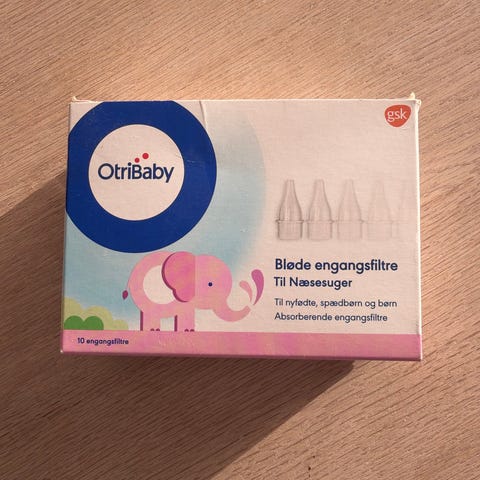 gsk
OtriBaby
Bløde engangsfiltre
Til Næsesuger
Til nyfødte, spædbørn og børn
Absorberende engangsfiltre
10 engangsfiltre